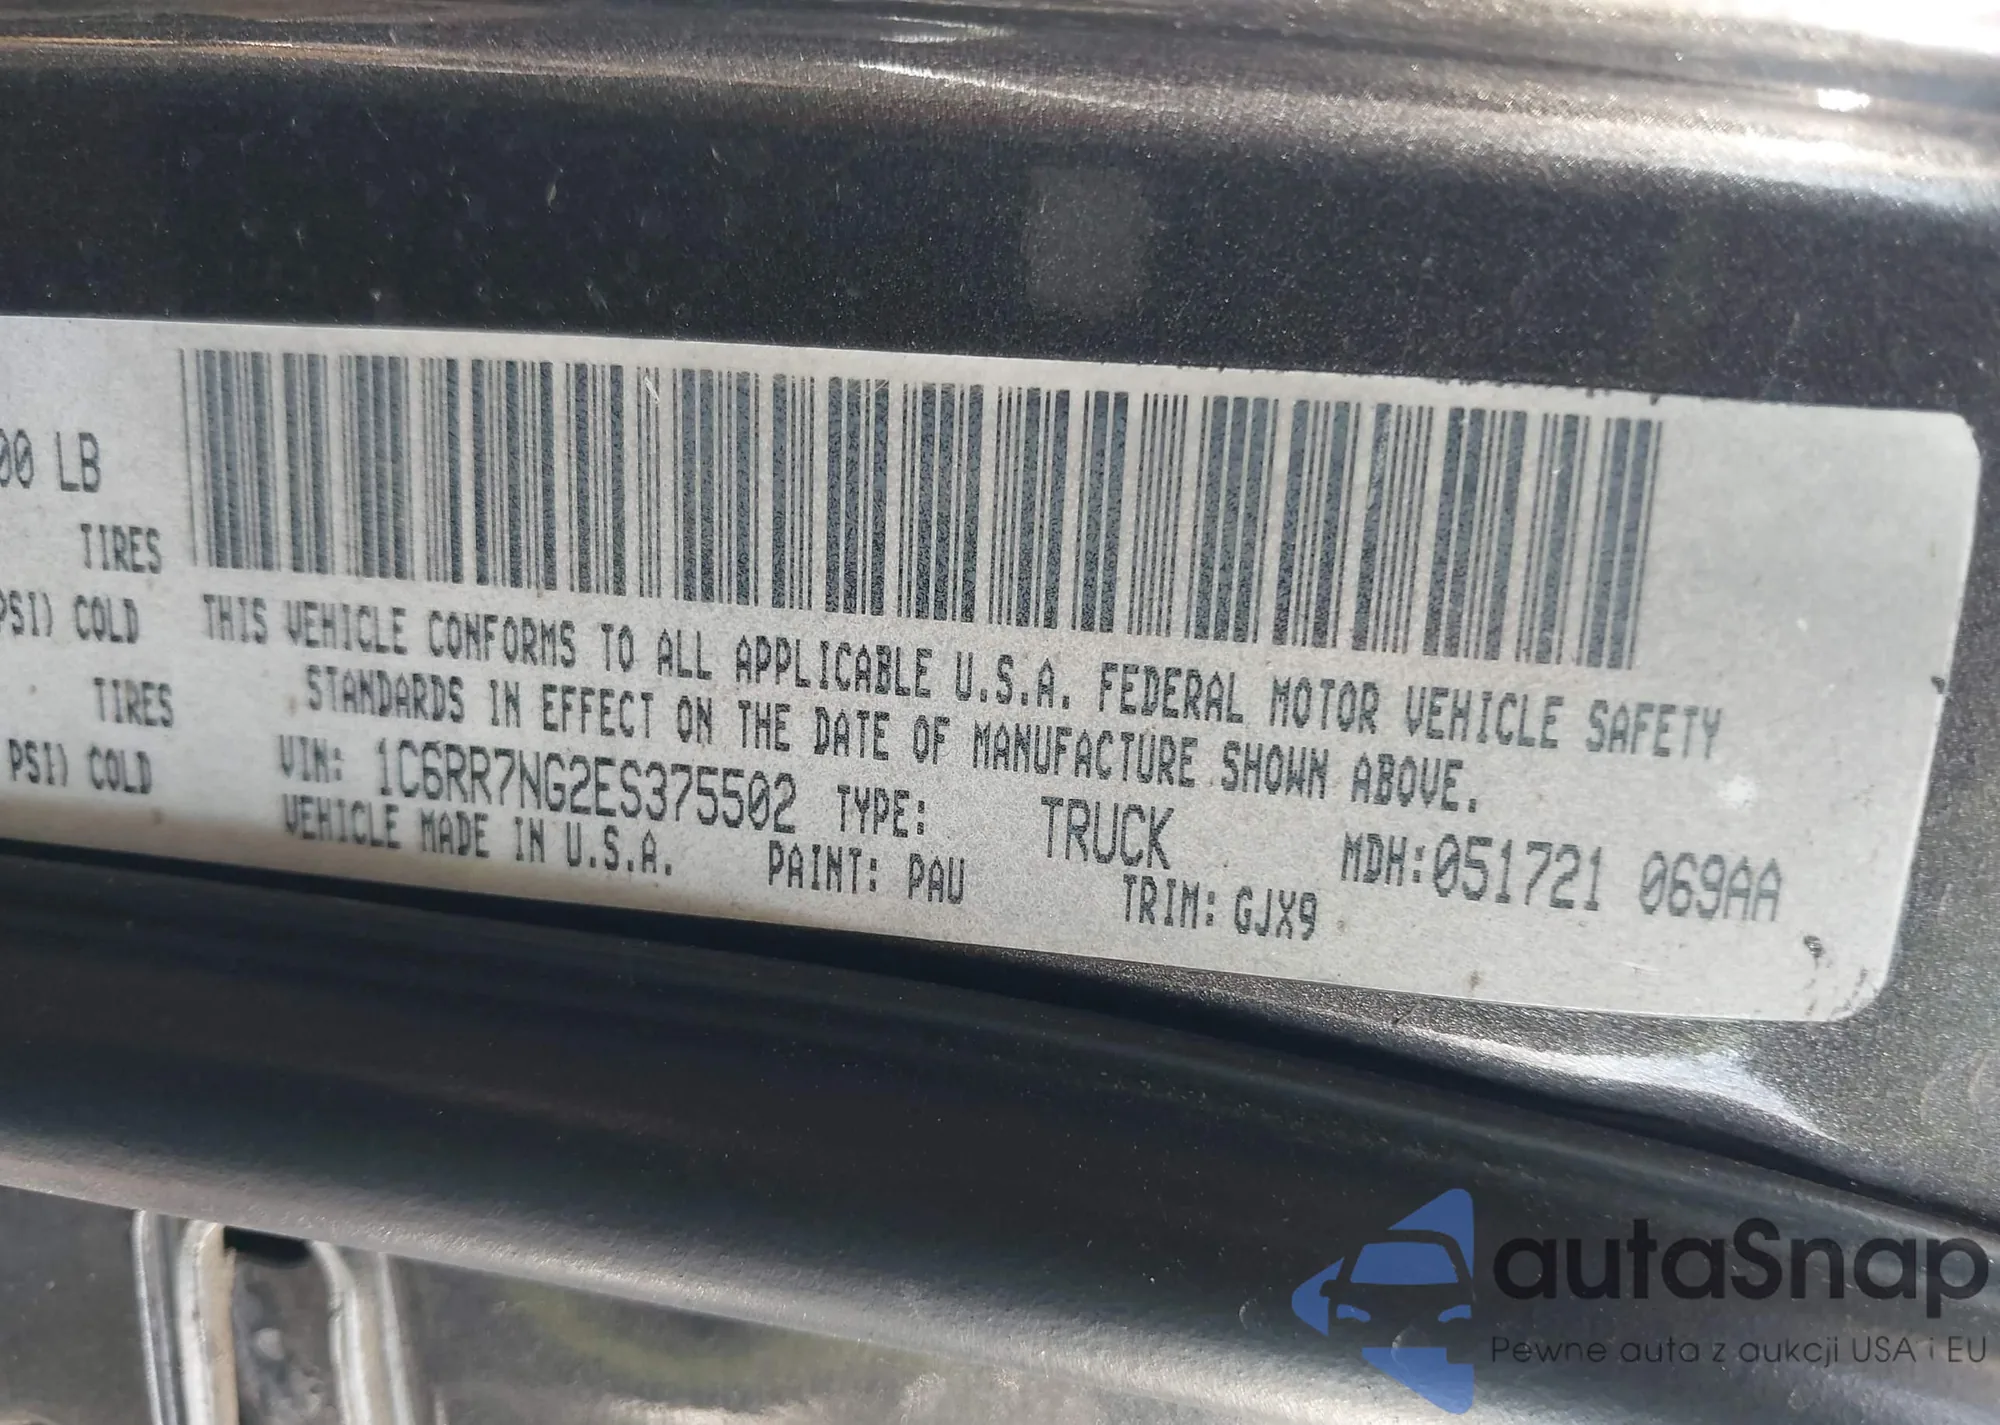 00 LB
TIRES
PSI) COLD
TIRES
PSI) COLD
THIS VEHICLE CONFORMS TO ALL APPLICABLE U.S.A. FEDERAL MOTOR VEHICLE SAFETY
STANDARDS IN EFFECT ON THE DATE OF MANUFACTURE SHOWN ABOVE.
VIN: 1C6RR7NG2ES375502 TYPE: TRUCK MDH:051721 069AA
VEHICLE MADE IN U.S.A. PAINT: PAU TRIM: GJX9
autaSnap
Pewne auta z aukcji USA i EU